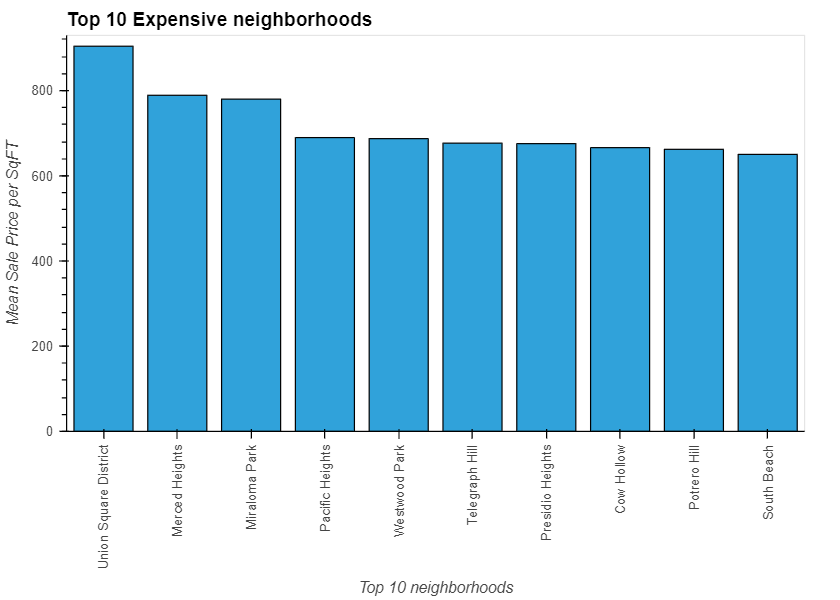 Top 10 Expensive neighborhoods
Mean Sale Price per SqFT
800
600
400
200
0
Union Square District
Merced Heights
Miraloma Park
Pacific Heights
Westwood Park
Telegraph Hill
Presidio Heights
Cow Hollow
Potrero Hill
South Beach
Top 10 neighborhoods